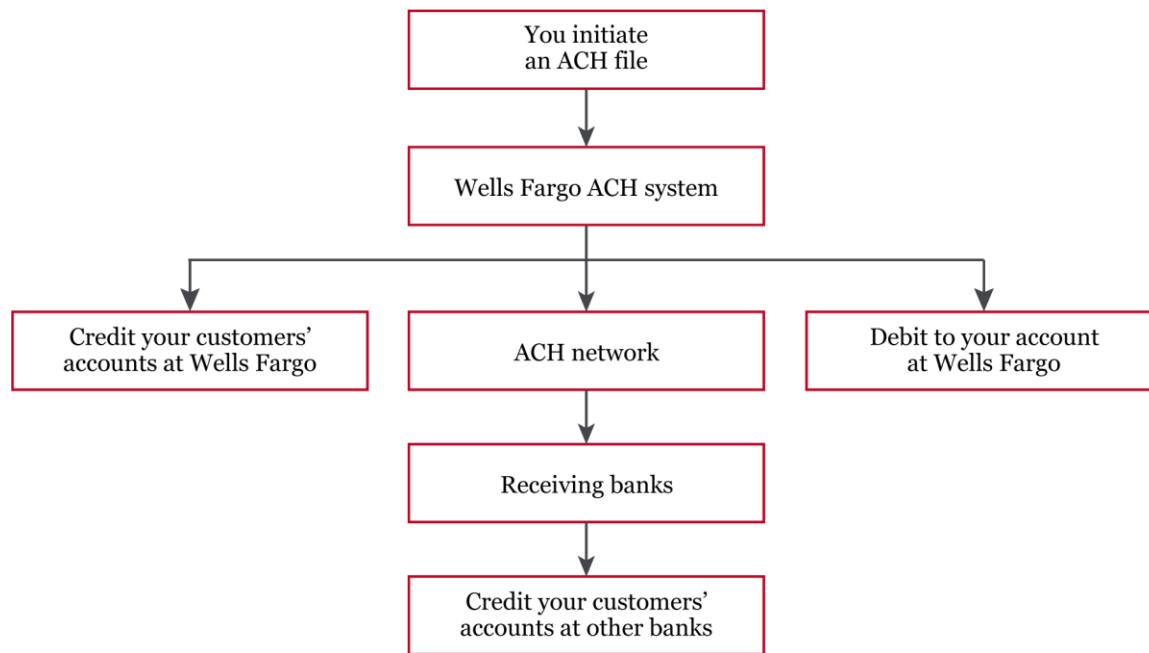 You initiate
an ACH file
Wells Fargo ACH system
Credit your customers’
accounts at Wells Fargo
ACH network
Debit to your account
at Wells Fargo
Receiving banks
Credit your customers’
accounts at other banks